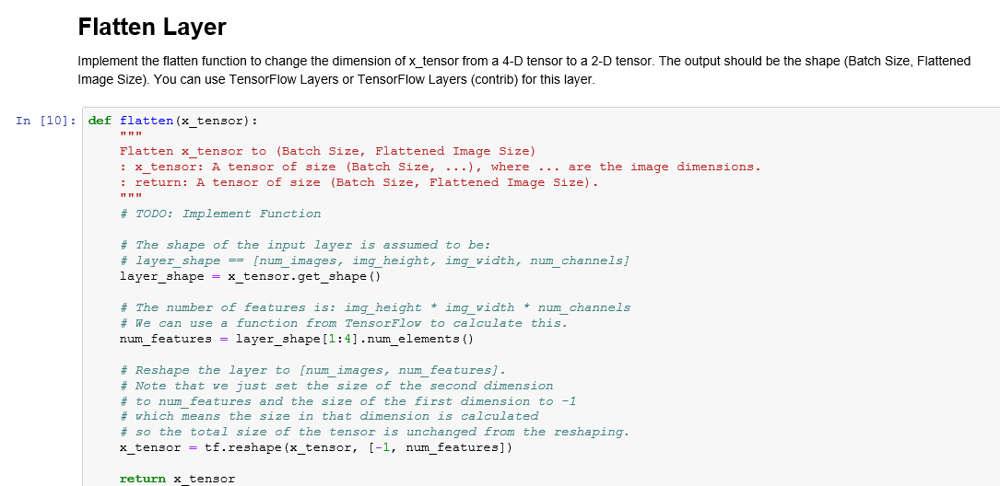 Flatten Layer
Implement the flatten function to change the dimension of x_tensor from a 4-D tensor to a 2-D tensor. The output should be the shape (Batch Size, Flattened
Image Size). You can use TensorFlow Layers or TensorFlow Layers (contrib) for this layer.
In [10]: def flatten(x_tensor):
"""
Flatten x_tensor to (Batch Size, Flattened Image Size)
: x_tensor: A tensor of size (Batch Size, ...), where ... are the image dimensions.
: return: A tensor of size (Batch Size, Flattened Image Size).
"""
# TODO: Implement Function
# The shape of the input layer is assumed to be:
# layer_shape == [num_images, img_height, img_width, num_channels]
layer_shape = x_tensor.get_shape()
# The number of features is: img_height * img_width * num_channels
# We can use a function from TensorFlow to calculate this.
num_features = layer_shape[1:4].num_elements()
# Reshape the layer to [num_images, num_features].
# Note that we just set the size of the second dimension
# to num_features and the size of the first dimension to -1
# which means the size in that dimension is calculated
# so the total size of the tensor is unchanged from the reshaping.
x_tensor = tf.reshape(x_tensor, [-1, num_features])
return x_tensor